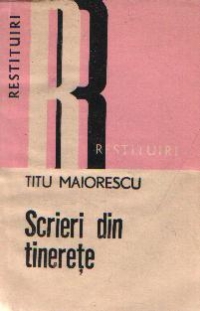 RESTITUIRI
R
RESTITUIRI
TITU MAIORESCU
Scrieri din
tinerețe